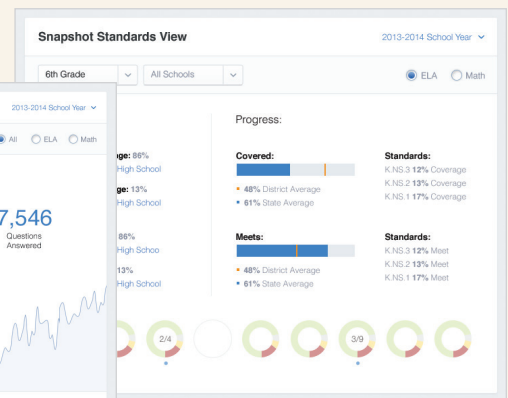 Snapshot Standards View
2013-2014 School Year
6th Grade
All Schools
ELA
Math
2013-2014 School Year
All
ELA
Math
7,546
Questions
Answered
86%
High School
13%
High School
86%
High Schoo
13%
High School
Progress:
Covered:
48% District Average
61% State Average
Standards:
K.NS.3 12% Coverage
K.NS.2 13% Coverage
K.NS.1 17% Coverage
Meets:
48% District Average
61% State Average
Standards:
K.NS.3 12% Meet
K.NS.2 13% Meet
K.NS.1 17% Meet
2/4
3/9